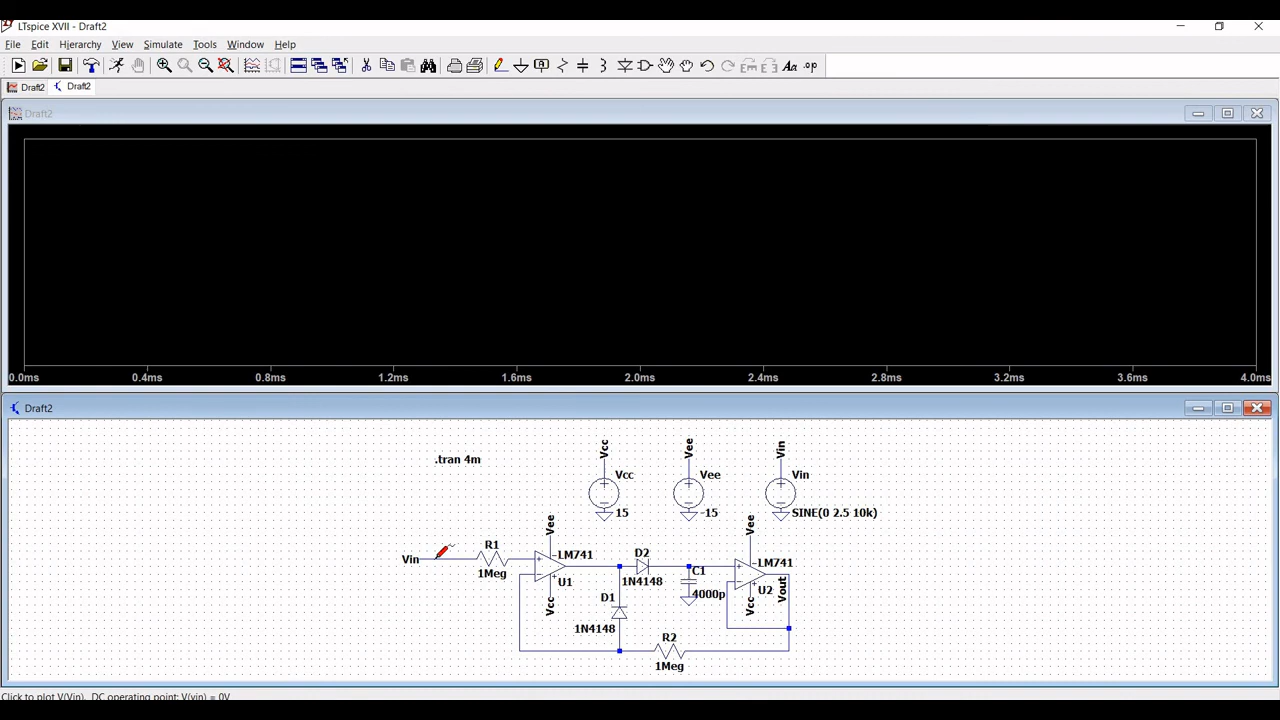 LTspice XVII - Draft2
File Edit Hierarchy View Simulate Tools Window Help
Aa .op
Draft2 Draft2
Draft2
0.0ms 0.4ms 0.8ms 1.2ms 1.6ms 2.0ms 2.4ms 2.8ms 3.2ms 3.6ms 4.0ms
Draft2
.tran 4m
Vcc
Vcc
15
Vee
Vee
-15
Vin
Vin
SINE(0 2.5 10k)
Vin
R1
1Meg
Vee
LM741
U1
Vcc
D2
1N4148
D1
1N4148
C1
4000p
Vee
LM741
U2
Vcc
Vout
R2
1Meg
Click to plot V(Vin). DC operating point: V(vin) = 0V